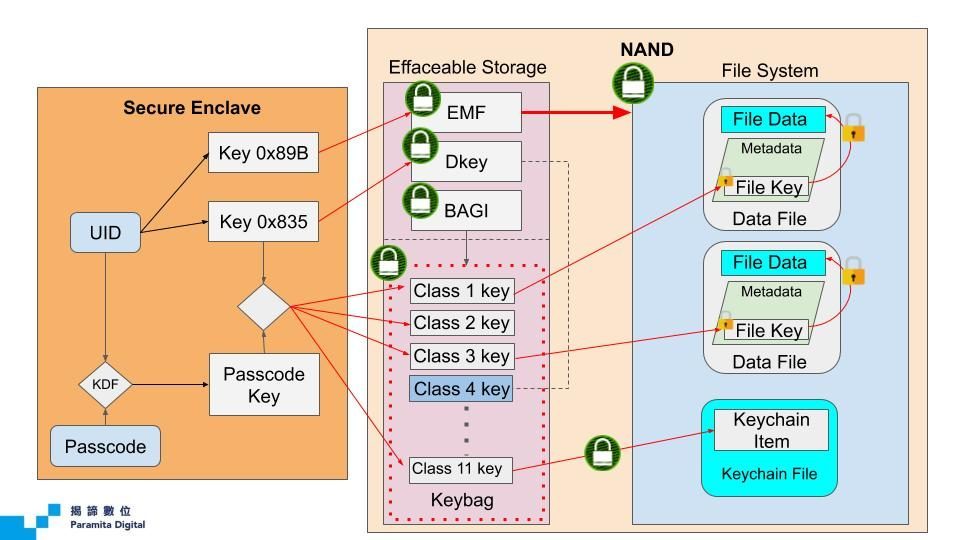 NAND
Effaceable Storage
File System
Secure Enclave
Key 0x89B
Key 0x835
UID
KDF
Passcode
Key
Passcode
EMF
Dkey
BAGI
Class 1 key
Class 2 key
Class 3 key
Class 4 key
Class 11 key
Keybag
File Data
Metadata
File Key
Data File
File Data
Metadata
File Key
Data File
Keychain
Item
Keychain File
揭諦數位
Paramita Digital